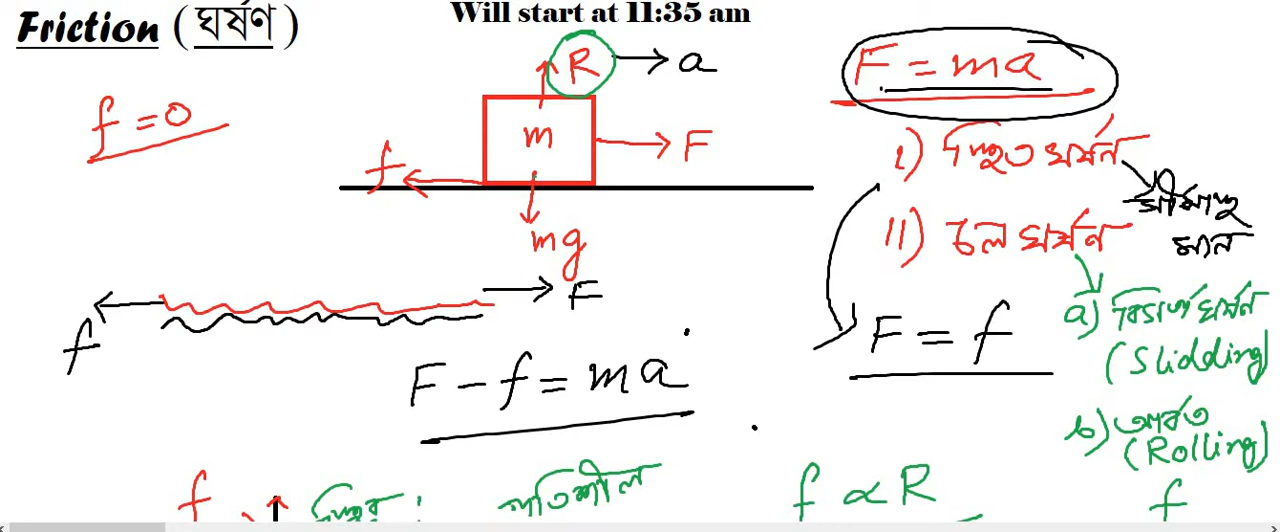 Will start at 11:35 am
Friction (ঘর্ষণ)
R
a
F = ma
f = 0
m
F
f
mg
i) স্থিত ঘর্ষণ
সীমাস্থ
মান
ii) চল ঘর্ষণ
F
f
F = f
a) বিসর্প ঘর্ষণ
(Slidding)
F - f = ma
b) আবর্ত
(Rolling)
f
স্থির :
গতিশীল
f ∝ R
f